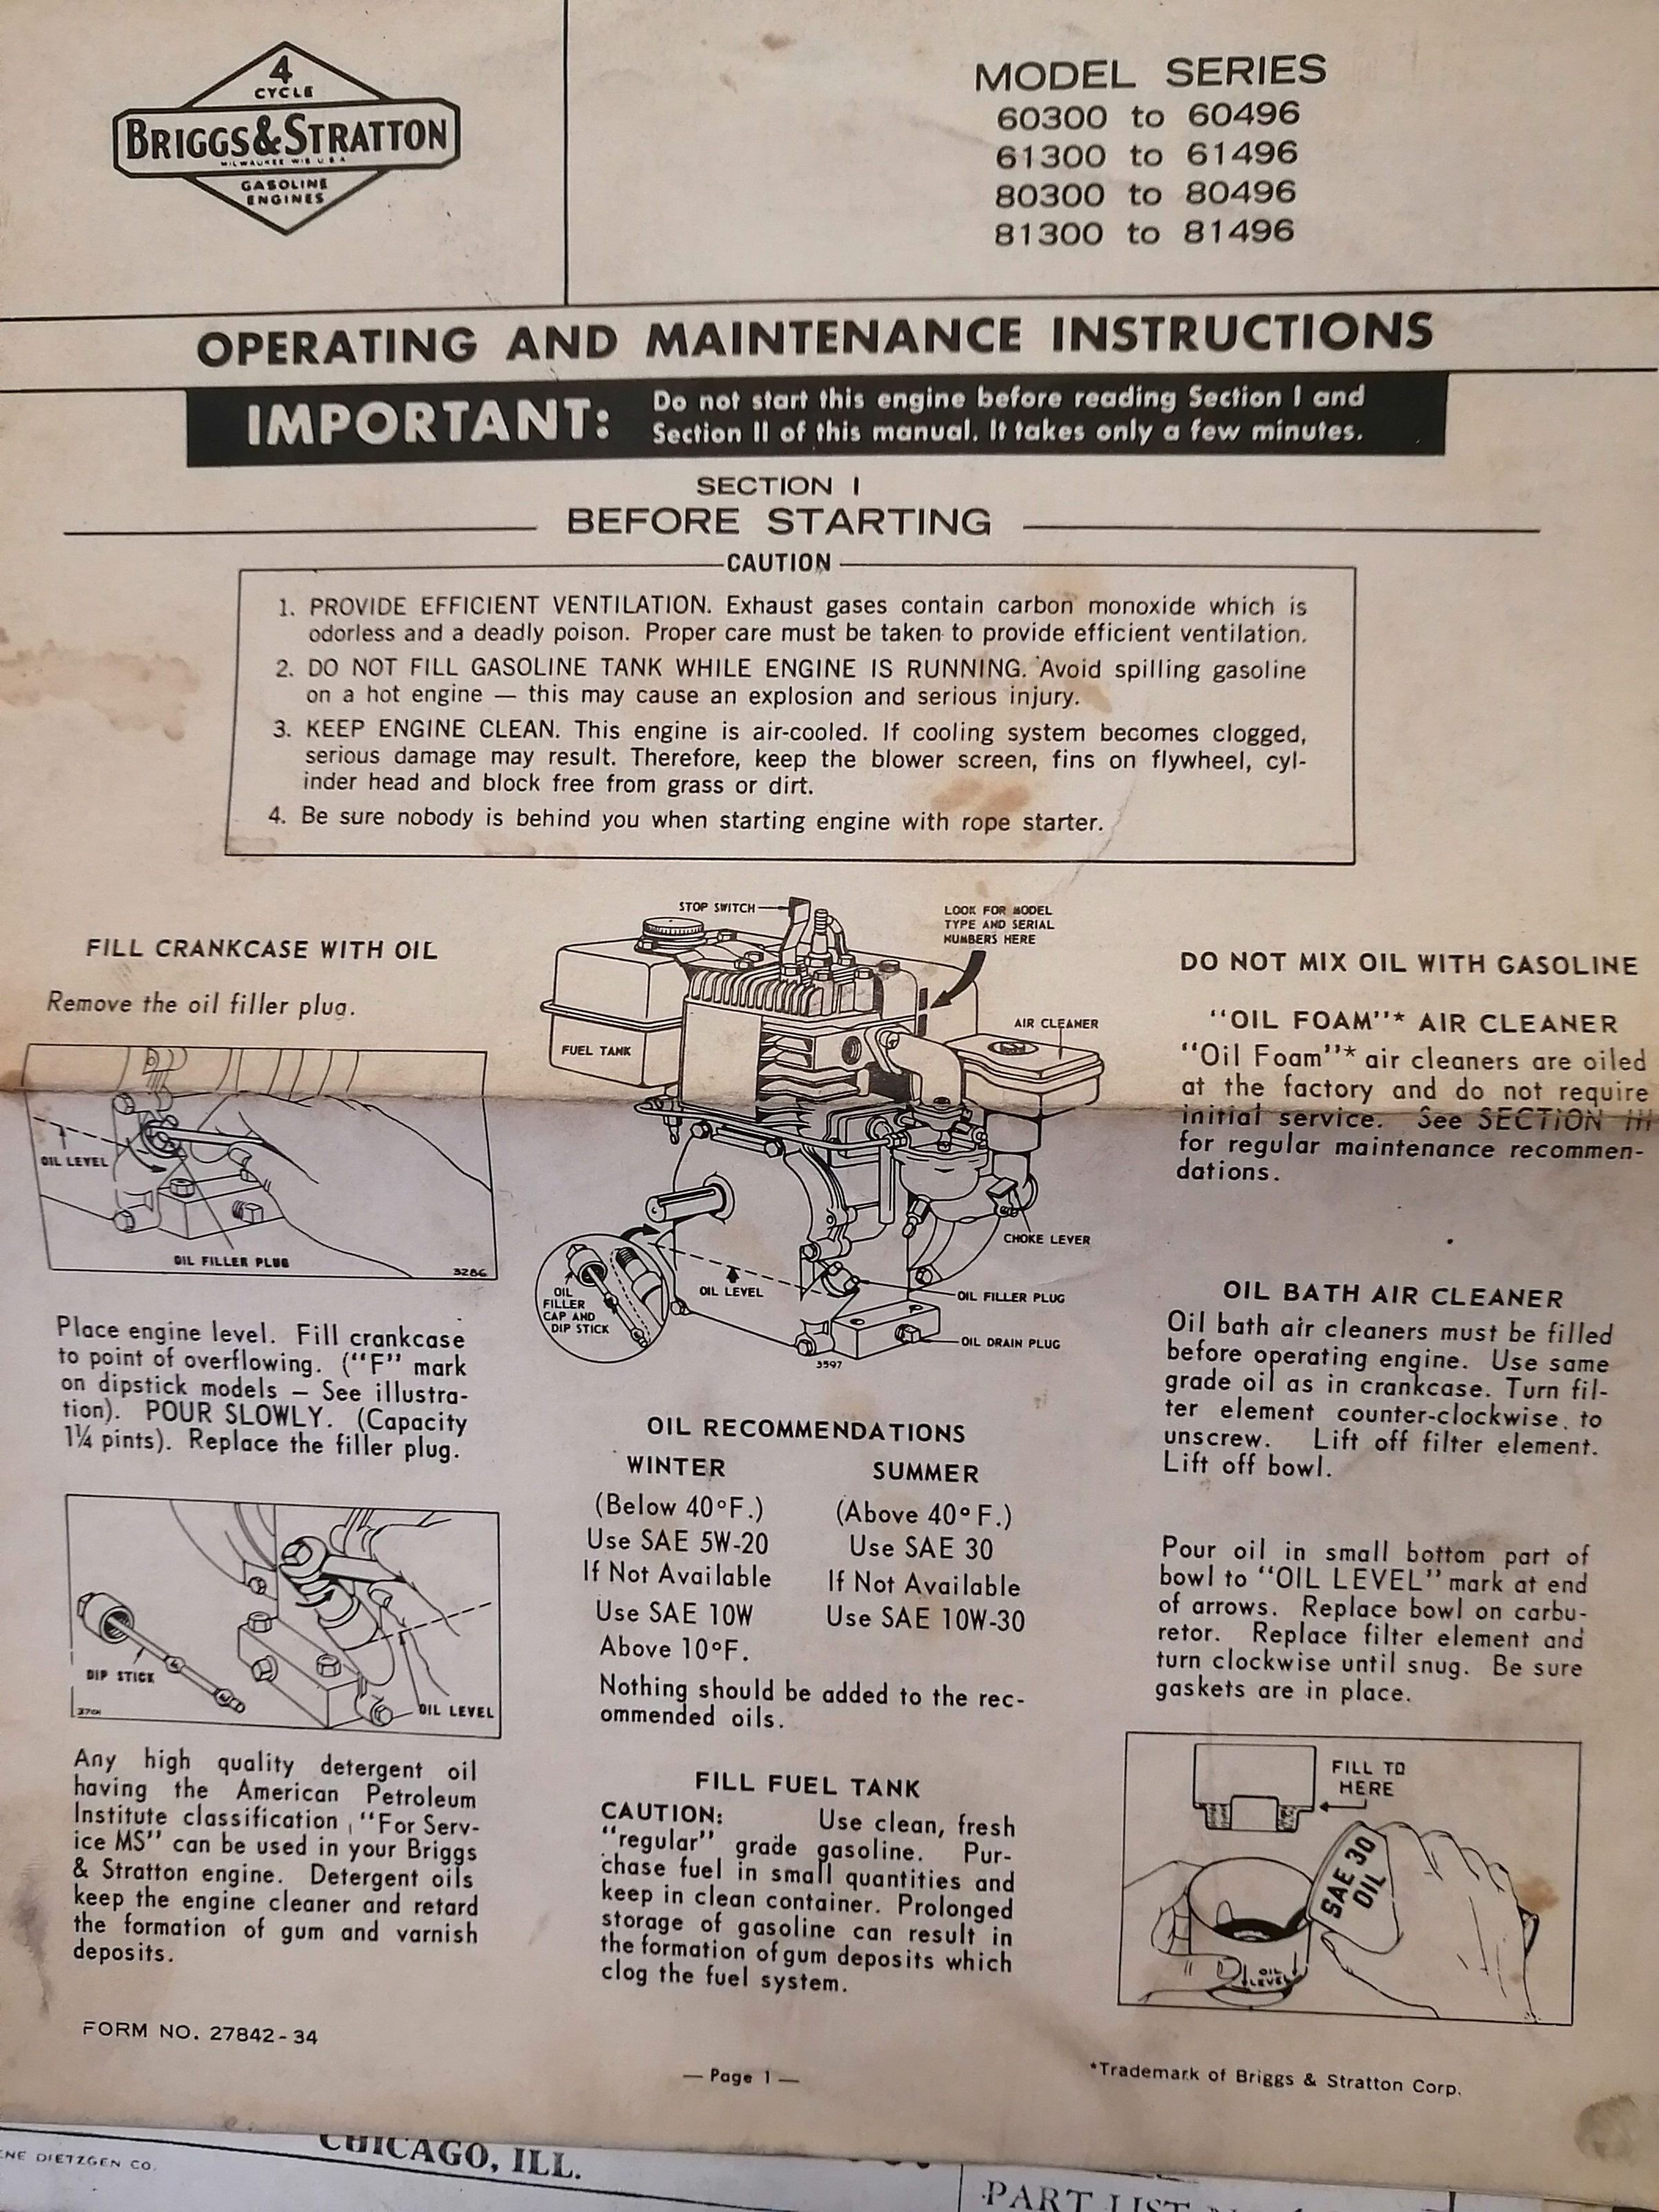 4
CYCLE
BRIGGS&STRATTON
MILWAUKEE WIS USA
GASOLINE
ENGINES
MODEL SERIES
60300 to 60496
61300 to 61496
80300 to 80496
81300 to 81496
OPERATING AND MAINTENANCE INSTRUCTIONS
IMPORTANT:
Do not start this engine before reading Section I and
Section II of this manual. It takes only a few minutes.
SECTION I
BEFORE STARTING
CAUTION
1. PROVIDE EFFICIENT VENTILATION. Exhaust gases contain carbon monoxide which is
odorless and a deadly poison. Proper care must be taken to provide efficient ventilation.
2. DO NOT FILL GASOLINE TANK WHILE ENGINE IS RUNNING. Avoid spilling gasoline
on a hot engine — this may cause an explosion and serious injury.
3. KEEP ENGINE CLEAN. This engine is air-cooled. If cooling system becomes clogged,
serious damage may result. Therefore, keep the blower screen, fins on flywheel, cyl-
inder head and block free from grass or dirt.
4. Be sure nobody is behind you when starting engine with rope starter.
FILL CRANKCASE WITH OIL
Remove the oil filler plug.
OIL LEVEL
OIL FILLER PLUG
3286
Place engine level. Fill crankcase
to point of overflowing. (“F” mark
on dipstick models – See illustra-
tion). POUR SLOWLY. (Capacity
1¼ pints). Replace the filler plug.
DIP STICK
OIL LEVEL
Any high quality detergent oil
having the American Petroleum
Institute classification “For Serv-
ice MS” can be used in your Briggs
& Stratton engine. Detergent oils
keep the engine cleaner and retard
the formation of gum and varnish
deposits.
FORM NO. 27842-34
STOP SWITCH
LOOK FOR MODEL
TYPE AND SERIAL
NUMBERS HERE
FUEL TANK
AIR CLEANER
CHOKE LEVER
OIL
FILLER
CAP AND
DIP STICK
OIL LEVEL
OIL FILLER PLUG
OIL DRAIN PLUG
3597
OIL RECOMMENDATIONS
WINTER
(Below 40°F.)
Use SAE 5W-20
If Not Available
Use SAE 10W
Above 10°F.
SUMMER
(Above 40°F.)
Use SAE 30
If Not Available
Use SAE 10W-30
Nothing should be added to the rec-
ommended oils.
FILL FUEL TANK
CAUTION: Use clean, fresh
“regular” grade gasoline. Pur-
chase fuel in small quantities and
keep in clean container. Prolonged
storage of gasoline can result in
the formation of gum deposits which
clog the fuel system.
— Page 1 —
DO NOT MIX OIL WITH GASOLINE
“OIL FOAM”* AIR CLEANER
“Oil Foam”* air cleaners are oiled
at the factory and do not require
initial service. See SECTION III
for regular maintenance recommen-
dations.
OIL BATH AIR CLEANER
Oil bath air cleaners must be filled
before operating engine. Use same
grade oil as in crankcase. Turn fil-
ter element counter-clockwise to
unscrew. Lift off filter element.
Lift off bowl.
Pour oil in small bottom part of
bowl to “OIL LEVEL” mark at end
of arrows. Replace bowl on carbu-
retor. Replace filter element and
turn clockwise until snug. Be sure
gaskets are in place.
FILL TO
HERE
SAE 30
OIL
OIL
LEVEL
*Trademark of Briggs & Stratton Corp.
DIETZGEN CO.
CHICAGO, ILL.
PART LIST